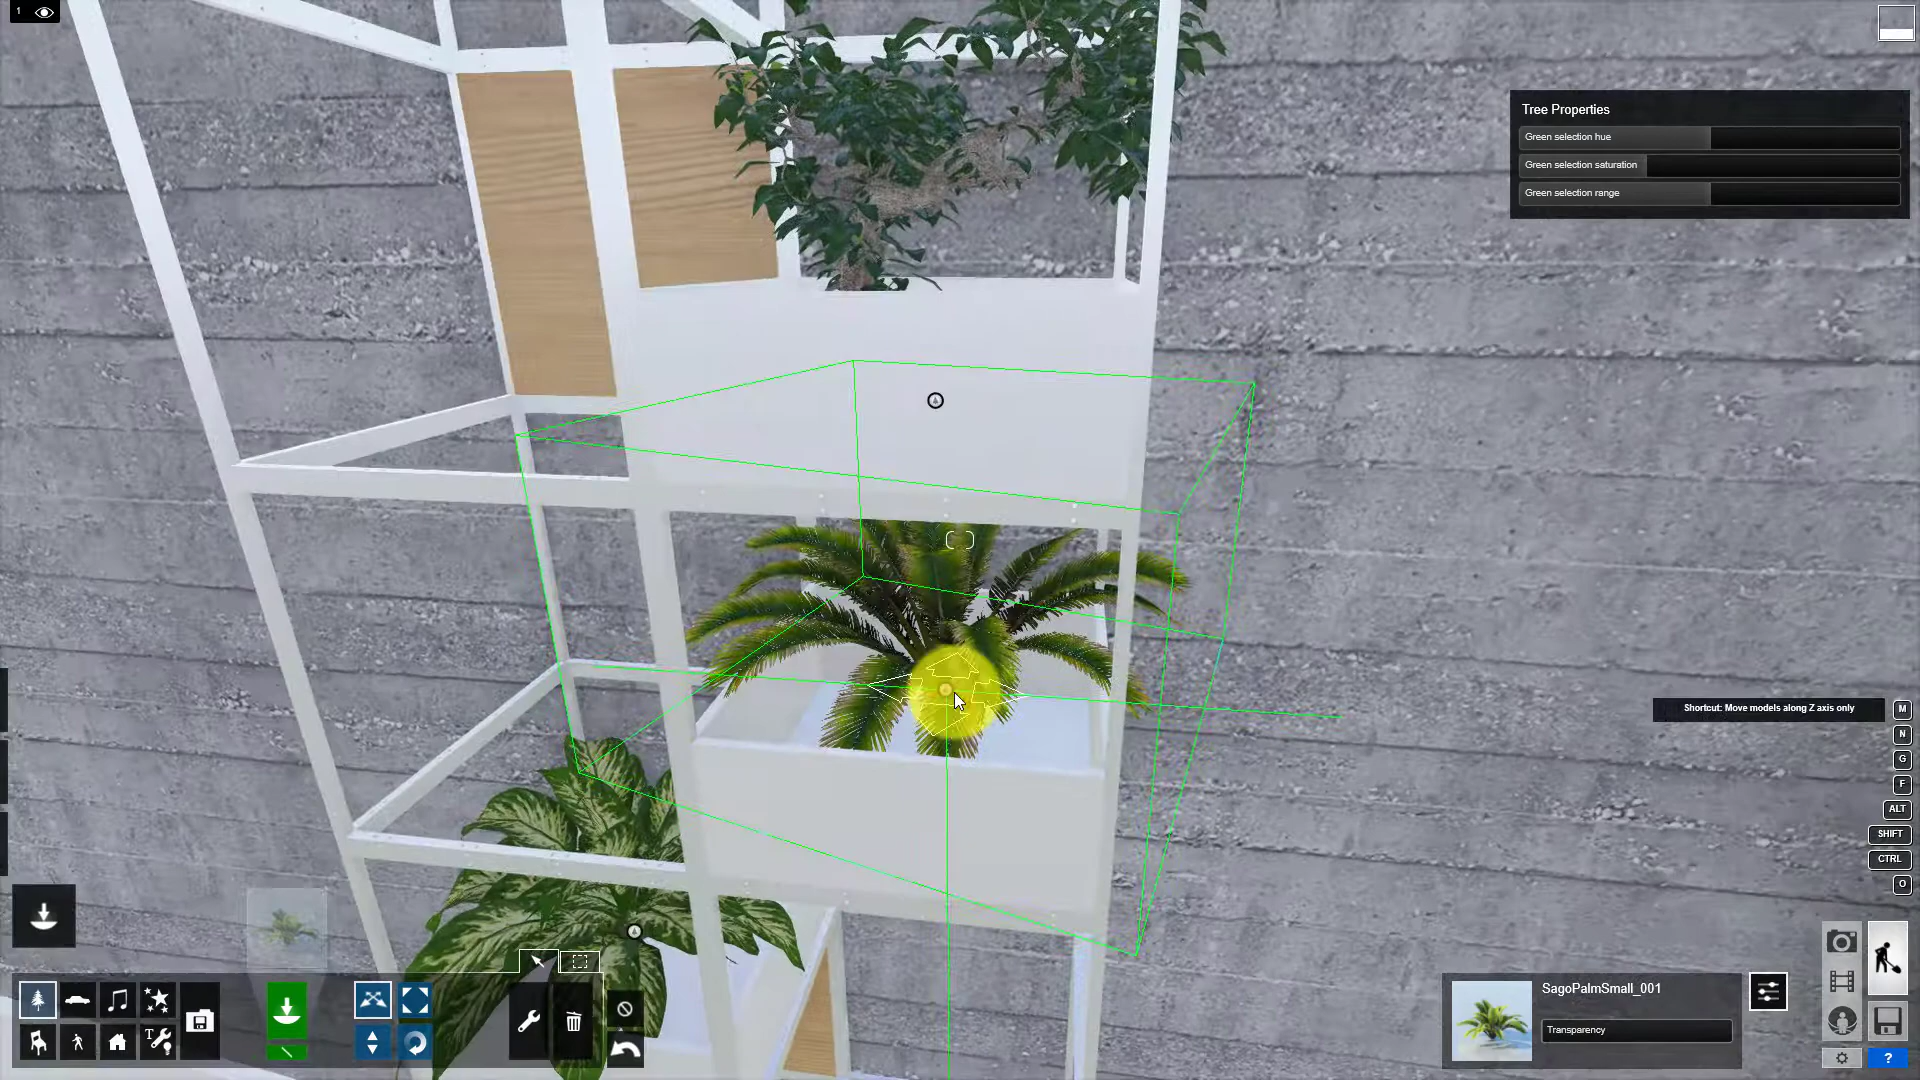 1
Tree Properties
Green selection hue
Green selection saturation
Green selection range
Shortcut: Move models along Z axis only
M
N
G
F
ALT
SHIFT
CTRL
O
SagoPalmSmall_001
Transparency
T
?